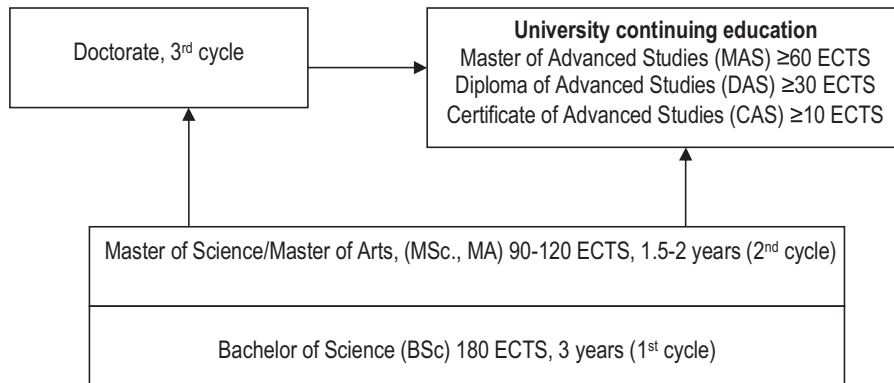 Doctorate, 3rd cycle
University continuing education
Master of Advanced Studies (MAS) ≥60 ECTS
Diploma of Advanced Studies (DAS) ≥30 ECTS
Certificate of Advanced Studies (CAS) ≥10 ECTS
Master of Science/Master of Arts, (MSc., MA) 90-120 ECTS, 1.5-2 years (2nd cycle)
Bachelor of Science (BSc) 180 ECTS, 3 years (1st cycle)